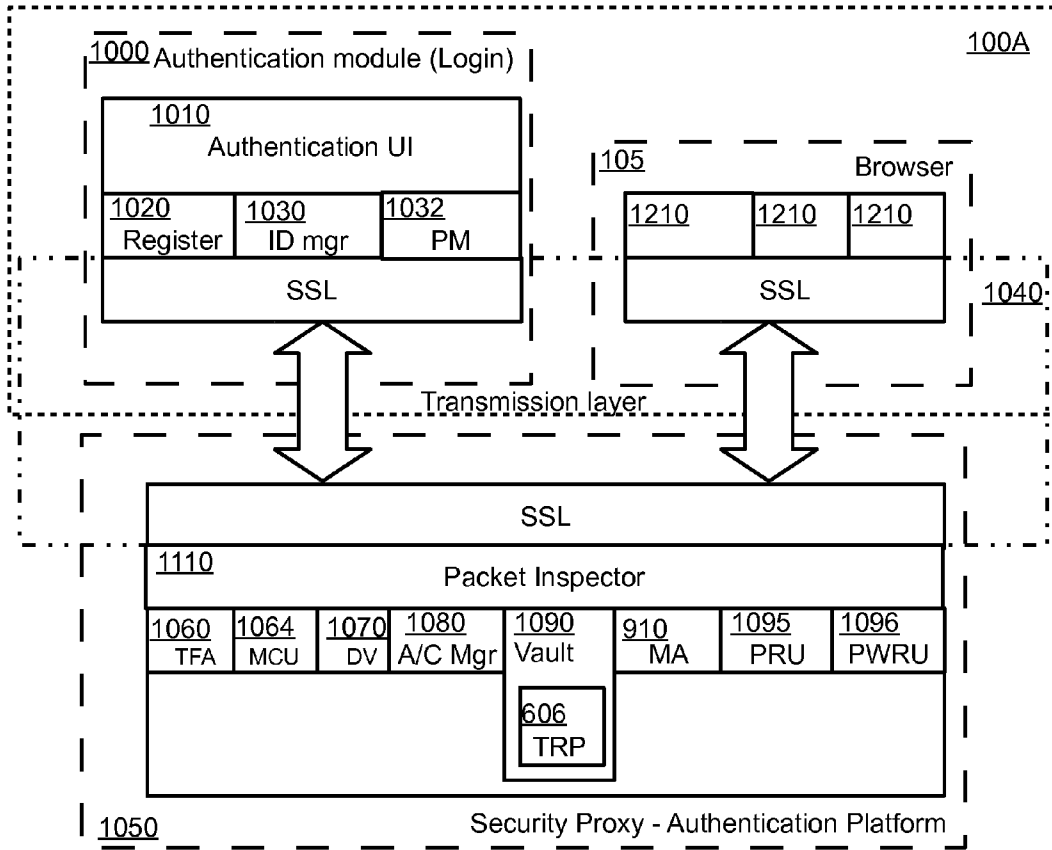 1000
Authentication module (Login)
100A
1010
Authentication UI
105
Browser
1020
Register
1030
ID mgr
1032
PM
1210
1210
1210
SSL
SSL
1040
Transmission layer
SSL
1110
Packet Inspector
1060
TFA
1064
MCU
1070
DV
1080
A/C Mgr
1090
Vault
910
MA
1095
PRU
1096
PWRU
606
TRP
1050
Security Proxy - Authentication Platform